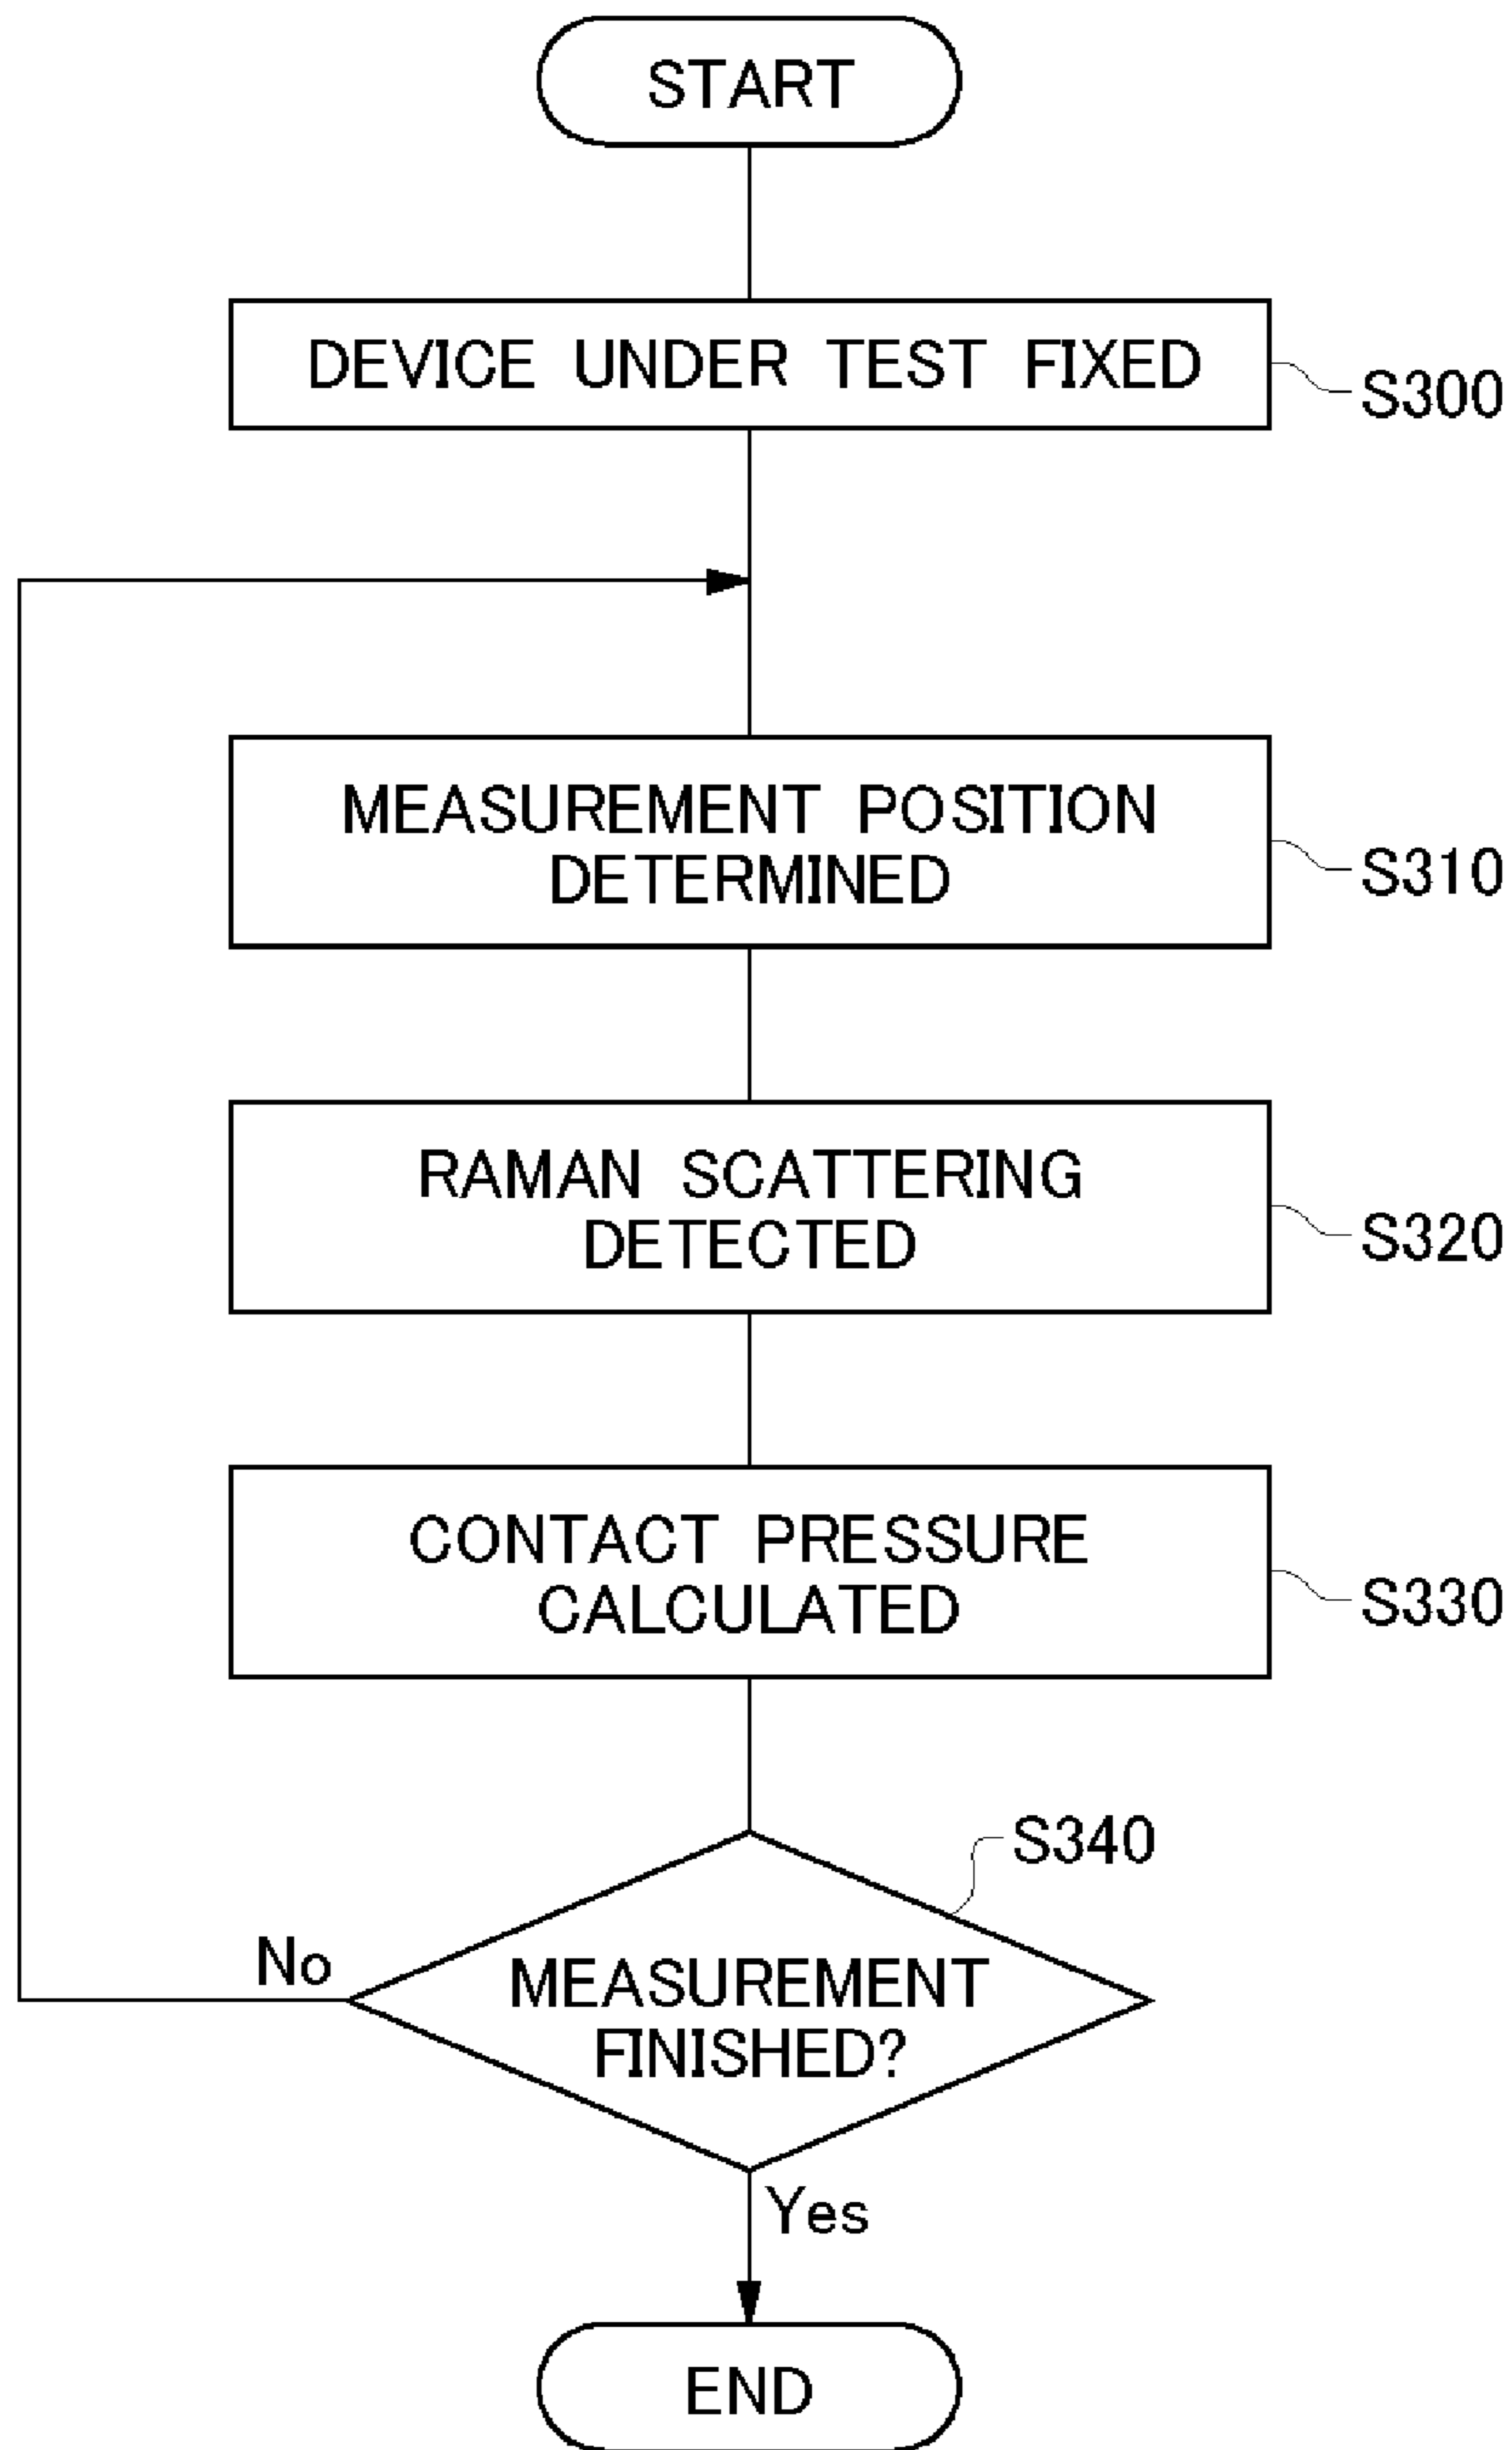 START
DEVICE UNDER TEST FIXED
S300
MEASUREMENT POSITION
DETERMINED
S310
RAMAN SCATTERING
DETECTED
S320
CONTACT PRESSURE
CALCULATED
S330
S340
No
MEASUREMENT
FINISHED?
Yes
END